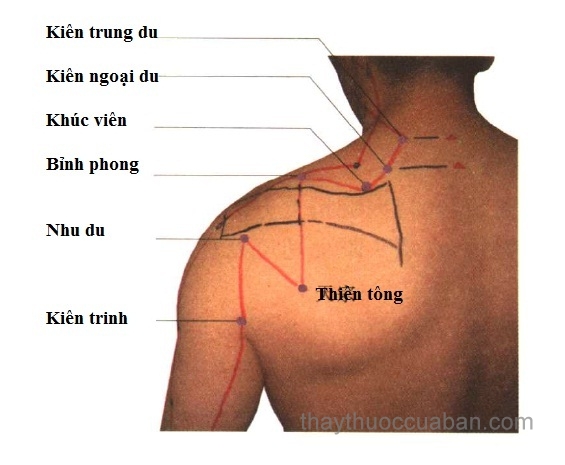 Kiên trung du
Kiên ngoại du
Khúc viên
Bỉnh phong
Nhu du
Thiên tông
Kiên trinh
thaythuoccuaban.com